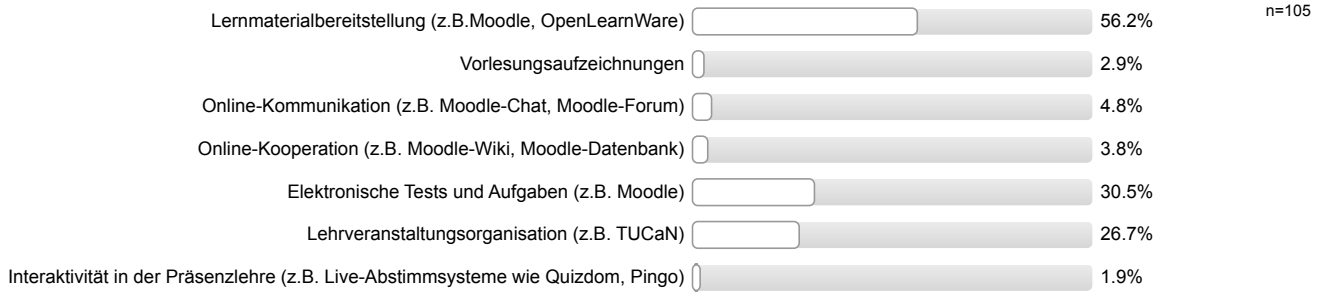 Lernmaterialbereitstellung (z.B.Moodle, OpenLearnWare) 56.2% n=105
Vorlesungsaufzeichnungen 2.9%
Online-Kommunikation (z.B. Moodle-Chat, Moodle-Forum) 4.8%
Online-Kooperation (z.B. Moodle-Wiki, Moodle-Datenbank) 3.8%
Elektronische Tests und Aufgaben (z.B. Moodle) 30.5%
Lehrveranstaltungsorganisation (z.B. TUCaN) 26.7%
Interaktivität in der Präsenzlehre (z.B. Live-Abstimmsysteme wie Quizdom, Pingo) 1.9%